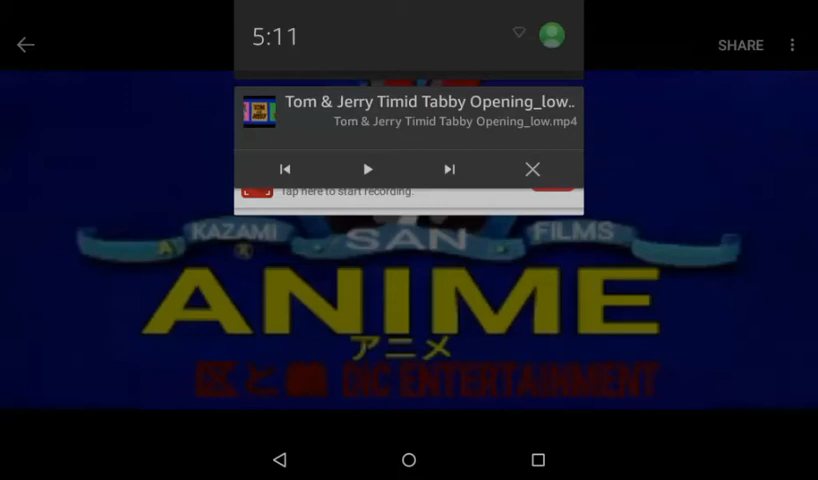 5:11
SHARE
Tom & Jerry Timid Tabby Opening_low..
Tom & Jerry Timid Tabby Opening_low.mp4
Tap here to start recording.
A KAZAMI SAN FILMS
ANIME
アニメ
DIC ENTERTAINMENT